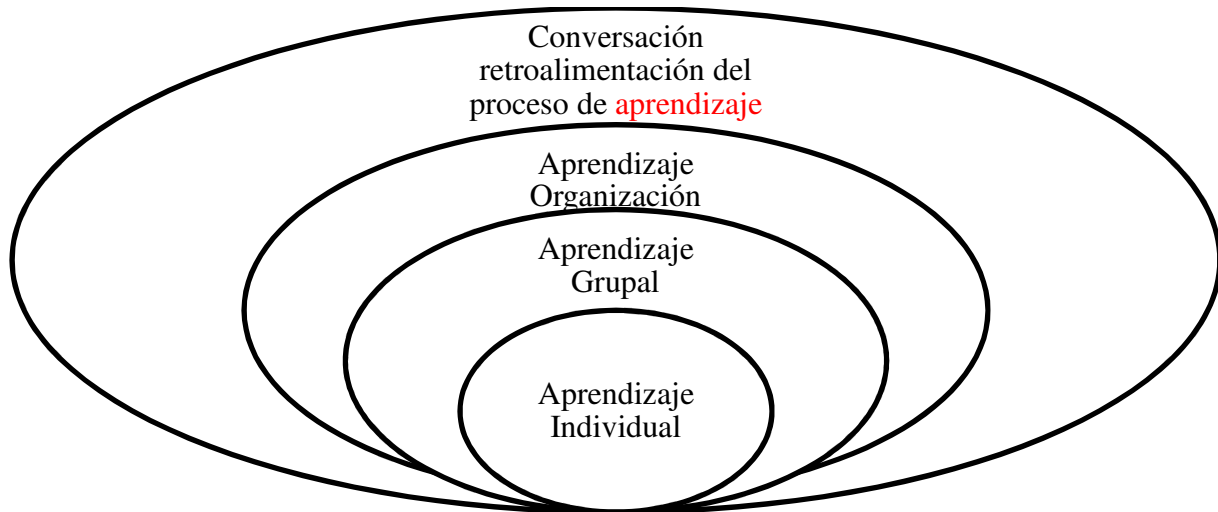 Conversación
retroalimentación del
proceso de aprendizaje
Aprendizaje
Organización
Aprendizaje
Grupal
Aprendizaje
Individual